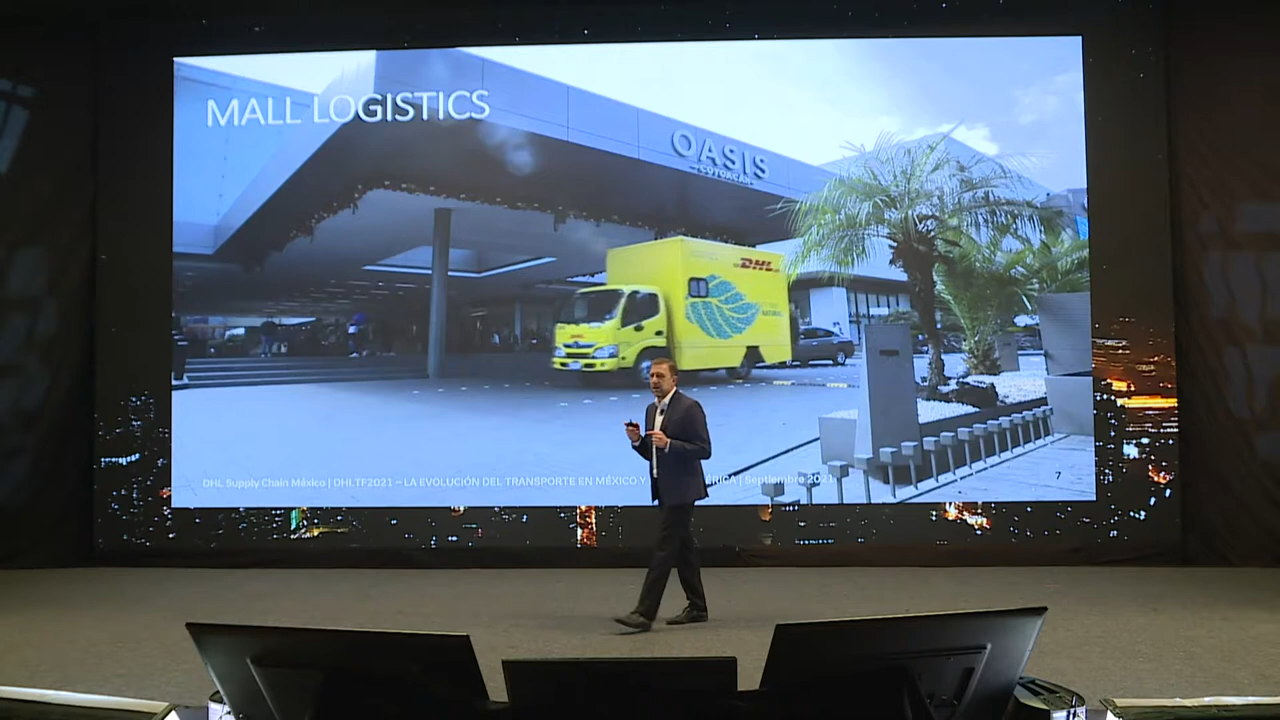 MALL LOGISTICS
OASIS
COYOACÁN
DHL
DHL Supply Chain México | DHLTF2021 – LA EVOLUCIÓN DEL TRANSPORTE EN MÉXICO Y ÉRICA | Septiembre 2021
7